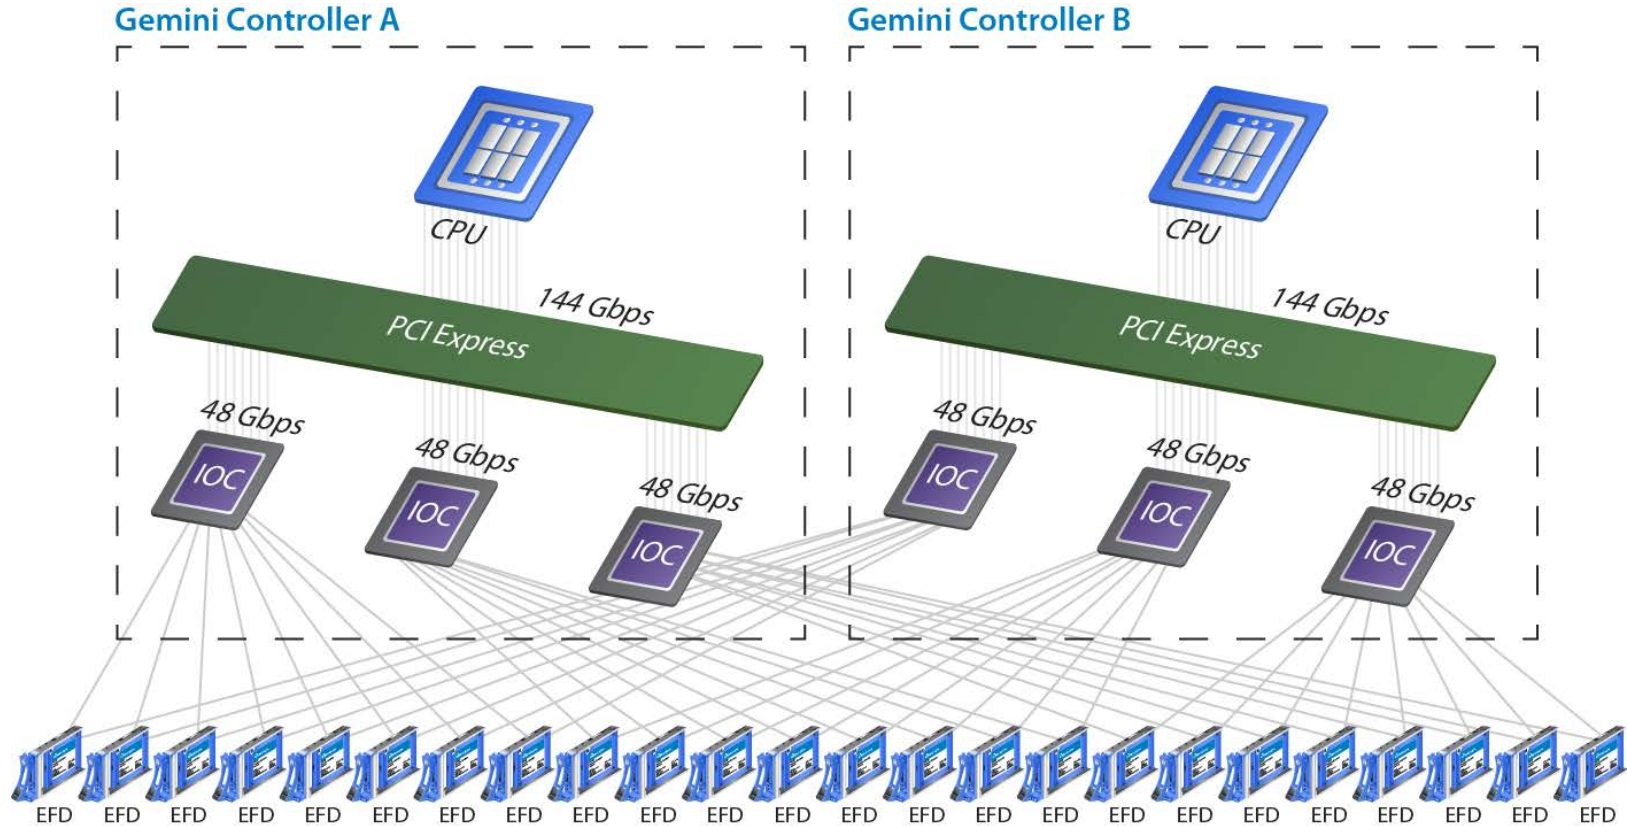 Gemini Controller A
Gemini Controller B
CPU
CPU
144 Gbps
144 Gbps
PCI Express
PCI Express
48 Gbps
48 Gbps
48 Gbps
48 Gbps
48 Gbps
48 Gbps
IOC
IOC
IOC
IOC
IOC
IOC
EFD EFD EFD EFD EFD EFD EFD EFD EFD EFD EFD EFD EFD EFD EFD EFD EFD EFD EFD EFD EFD EFD EFD EFD